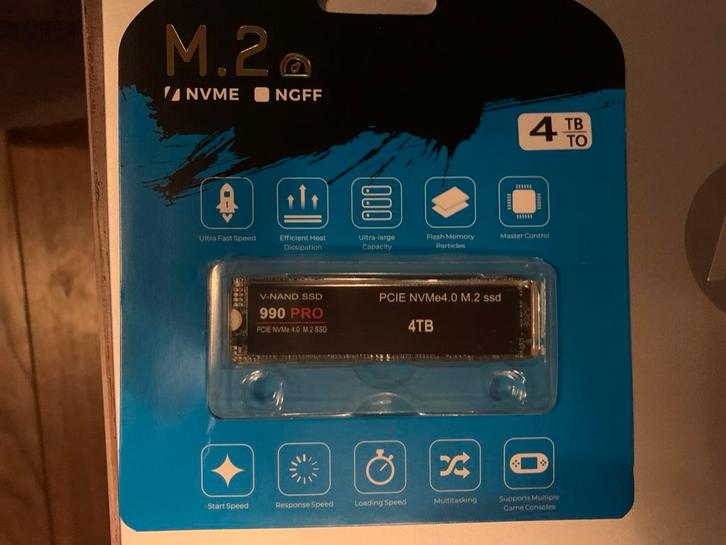 M.2
NVME NGFF
4 TB
TO
Ultra Fast Speed
Efficient Heat
Dissipation
Ultra-large
Capacity
Flash Memory
Particles
Master Control
V-NAND SSD
990 PRO
PCIE NVMe 4.0 M.2 SSD
PCIE NVMe4.0 M.2 ssd
4TB
Start Speed
Response Speed
Loading Speed
Multitasking
Supports Multiple
Game Consoles